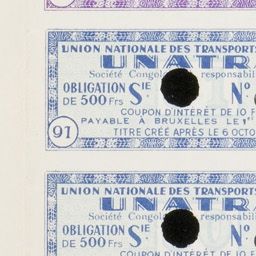 UNION NATIONALE DES TRANSPORTS
UNATRA
Société Congol responsabili
OBLIGATION SIE No
DE 500 Frs
COUPON D'INTÉRÊT DE 10 F
PAYABLE A BRUXELLES LE 1er
TITRE CRÉÉ APRÈS LE 6 OCTO
97
UNION NATIONALE DES TRANSPORTS
UNATRA
Société Congol responsabili
OBLIGATION SIE No
DE 500 Frs
COUPON D'INTÉRÊT DE 10 F